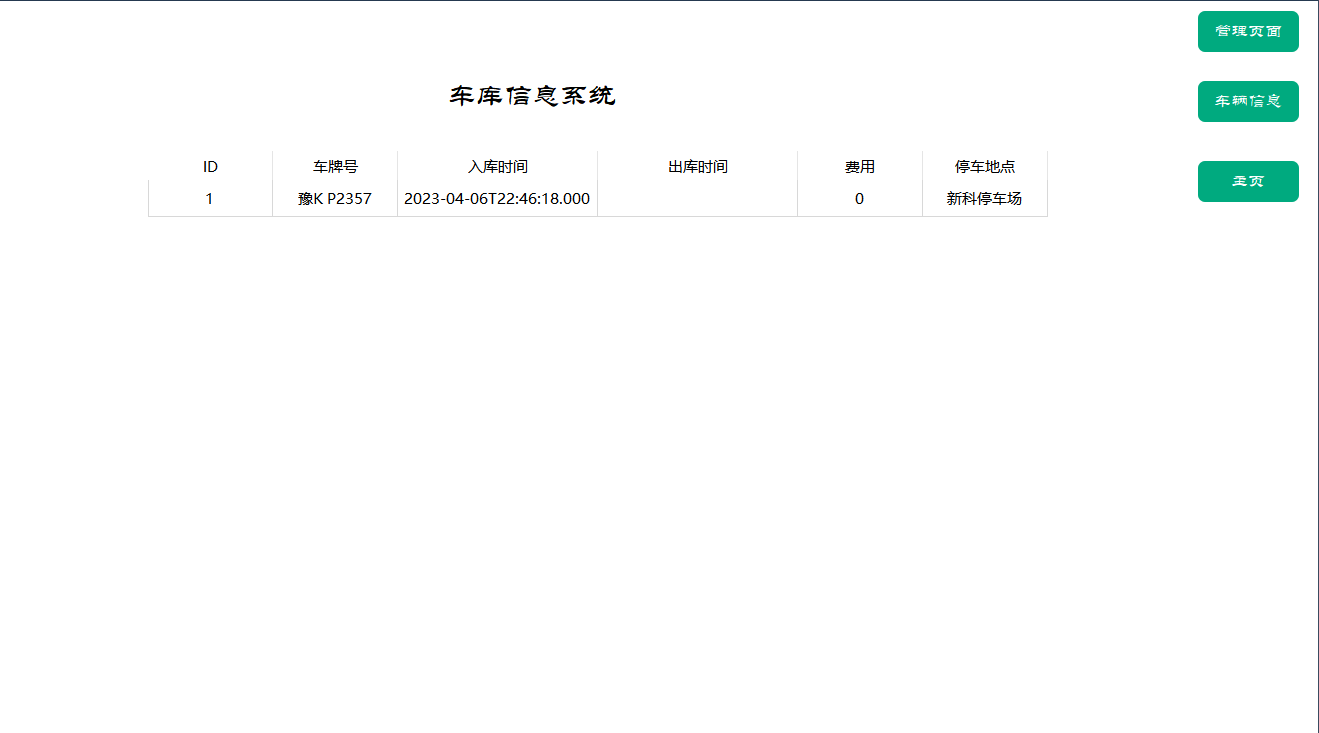 管理页面
车库信息系统
车辆信息
ID 车牌号 入库时间 出库时间 费用 停车地点
1 豫K P2357 2023-04-06T22:46:18.000 0 新科停车场
主页